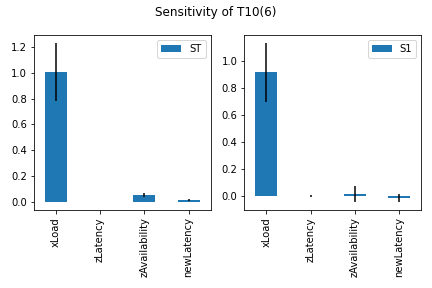 Sensitivity of T10(6)
ST
1.2
1.0
0.8
0.6
0.4
0.2
0.0
xLoad
zLatency
zAvailability
newLatency
S1
1.0
0.8
0.6
0.4
0.2
0.0
xLoad
zLatency
zAvailability
newLatency